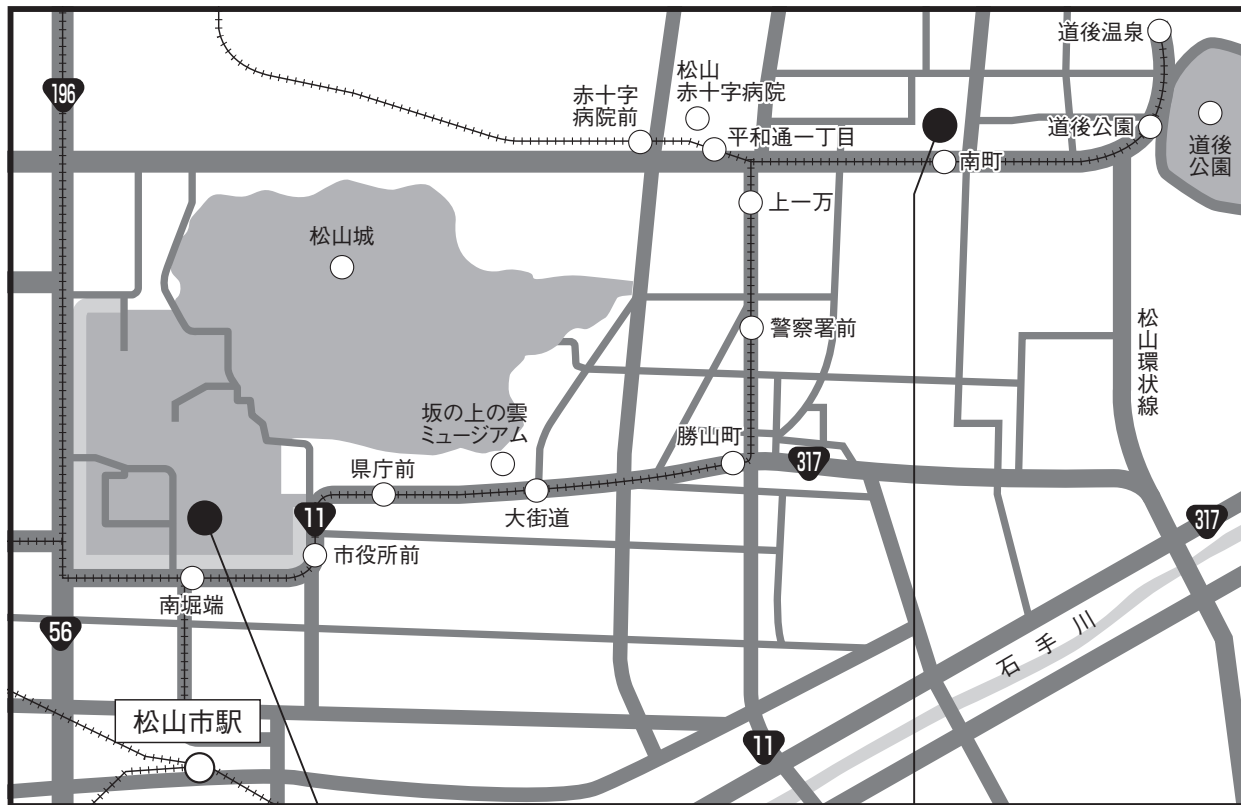 道後温泉
196
松山
赤十字病院
赤十字
病院前
平和通一丁目
道後公園
道後
公園
南町
上一万
松山城
警察署前
松山環状線
坂の上の雲
ミュージアム
勝山町
317
県庁前
大街道
11
市役所前
317
南堀端
56
石手川
松山市駅
11